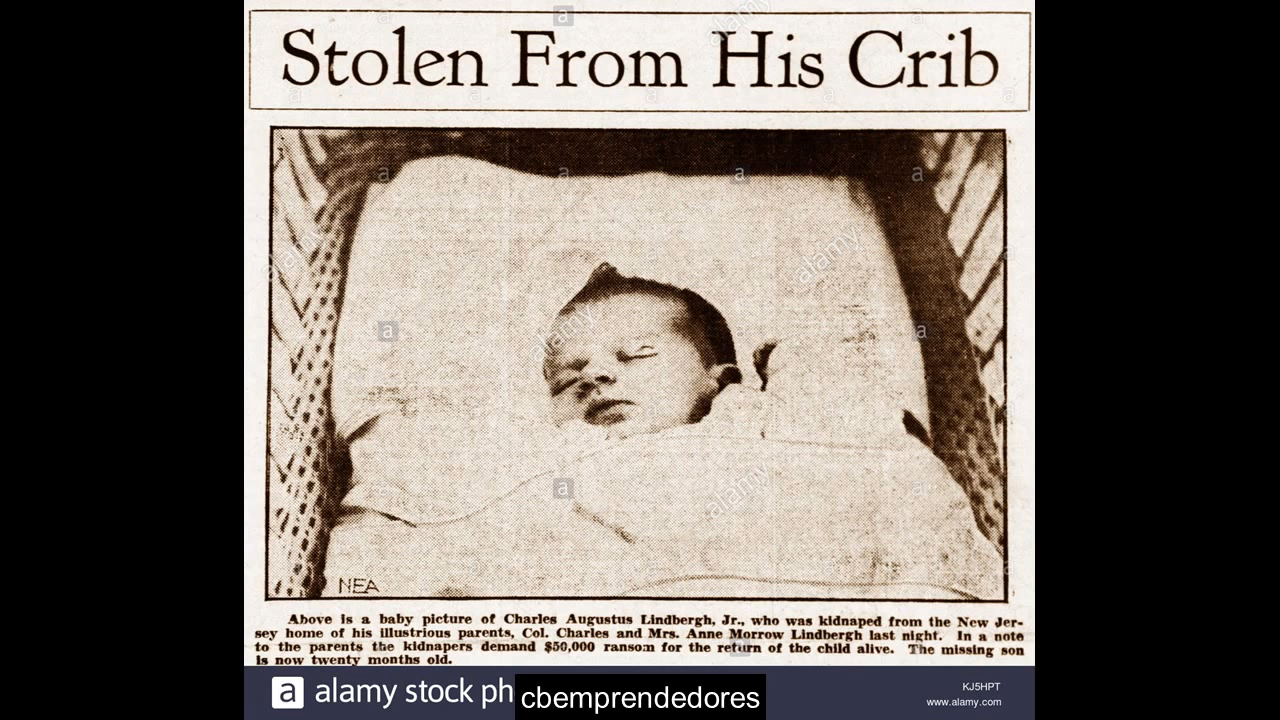 Stolen From His Crib
NEA
Above is a baby picture of Charles Augustus Lindbergh, Jr., who was kidnaped from the New Jer-
sey home of his illustrious parents, Col. Charles and Mrs. Anne Morrow Lindbergh last night. In a note
to the parents the kidnapers demand $50,000 ransom for the return of the child alive. The missing son
is now twenty months old.
a alamy stock ph
cbemprendedores
KJ5HPT
www.alamy.com